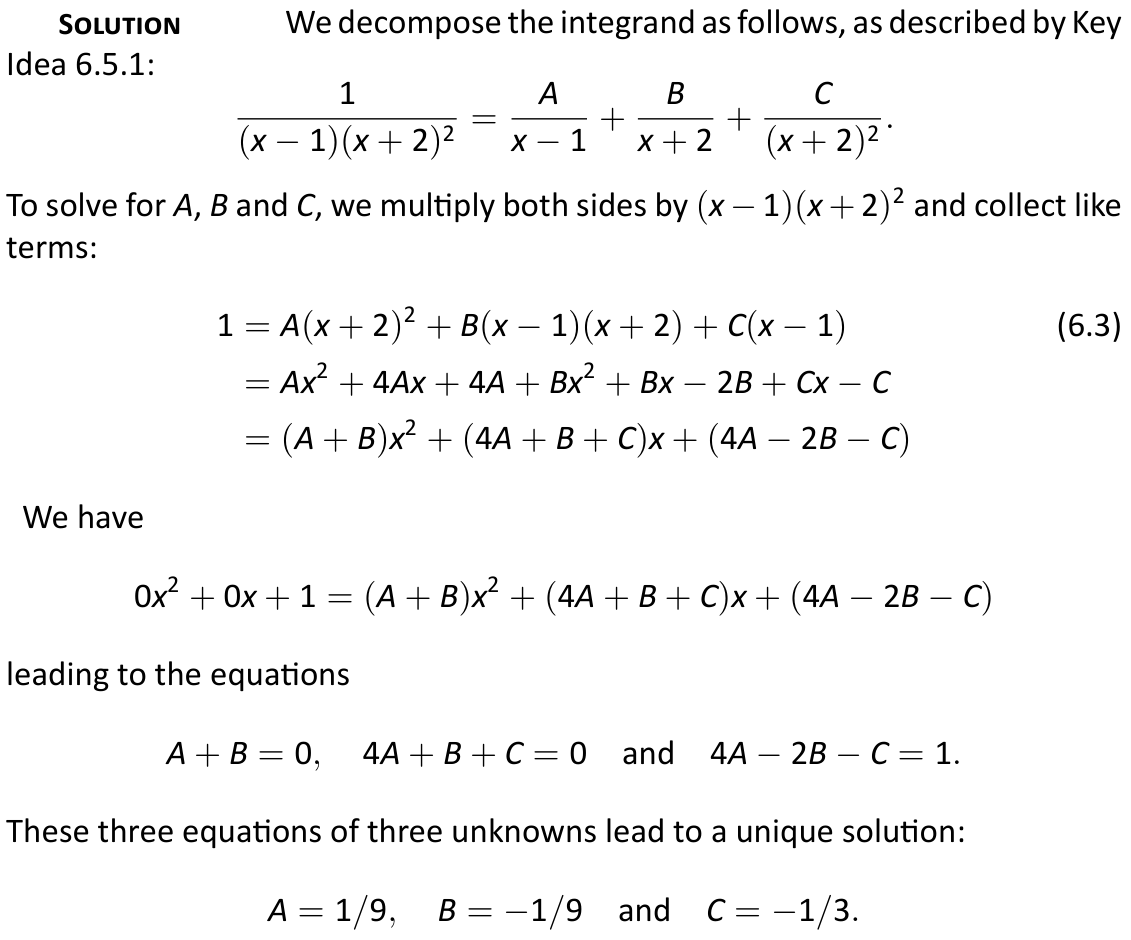 SOLUTION We decompose the integrand as follows, as described by Key
Idea 6.5.1:
\frac{1}{(x − 1)(x + 2)^2} = \frac{A}{x − 1} + \frac{B}{x + 2} + \frac{C}{(x + 2)^2}.
To solve for A, B and C, we multiply both sides by (x − 1)(x + 2)² and collect like
terms:
1 = A(x + 2)² + B(x − 1)(x + 2) + C(x − 1) (6.3)
= Ax² + 4Ax + 4A + Bx² + Bx − 2B + Cx − C
= (A + B)x² + (4A + B + C)x + (4A − 2B − C)
We have
0x² + 0x + 1 = (A + B)x² + (4A + B + C)x + (4A − 2B − C)
leading to the equations
A + B = 0, 4A + B + C = 0 and 4A − 2B − C = 1.
These three equations of three unknowns lead to a unique solution:
A = 1/9, B = −1/9 and C = −1/3.